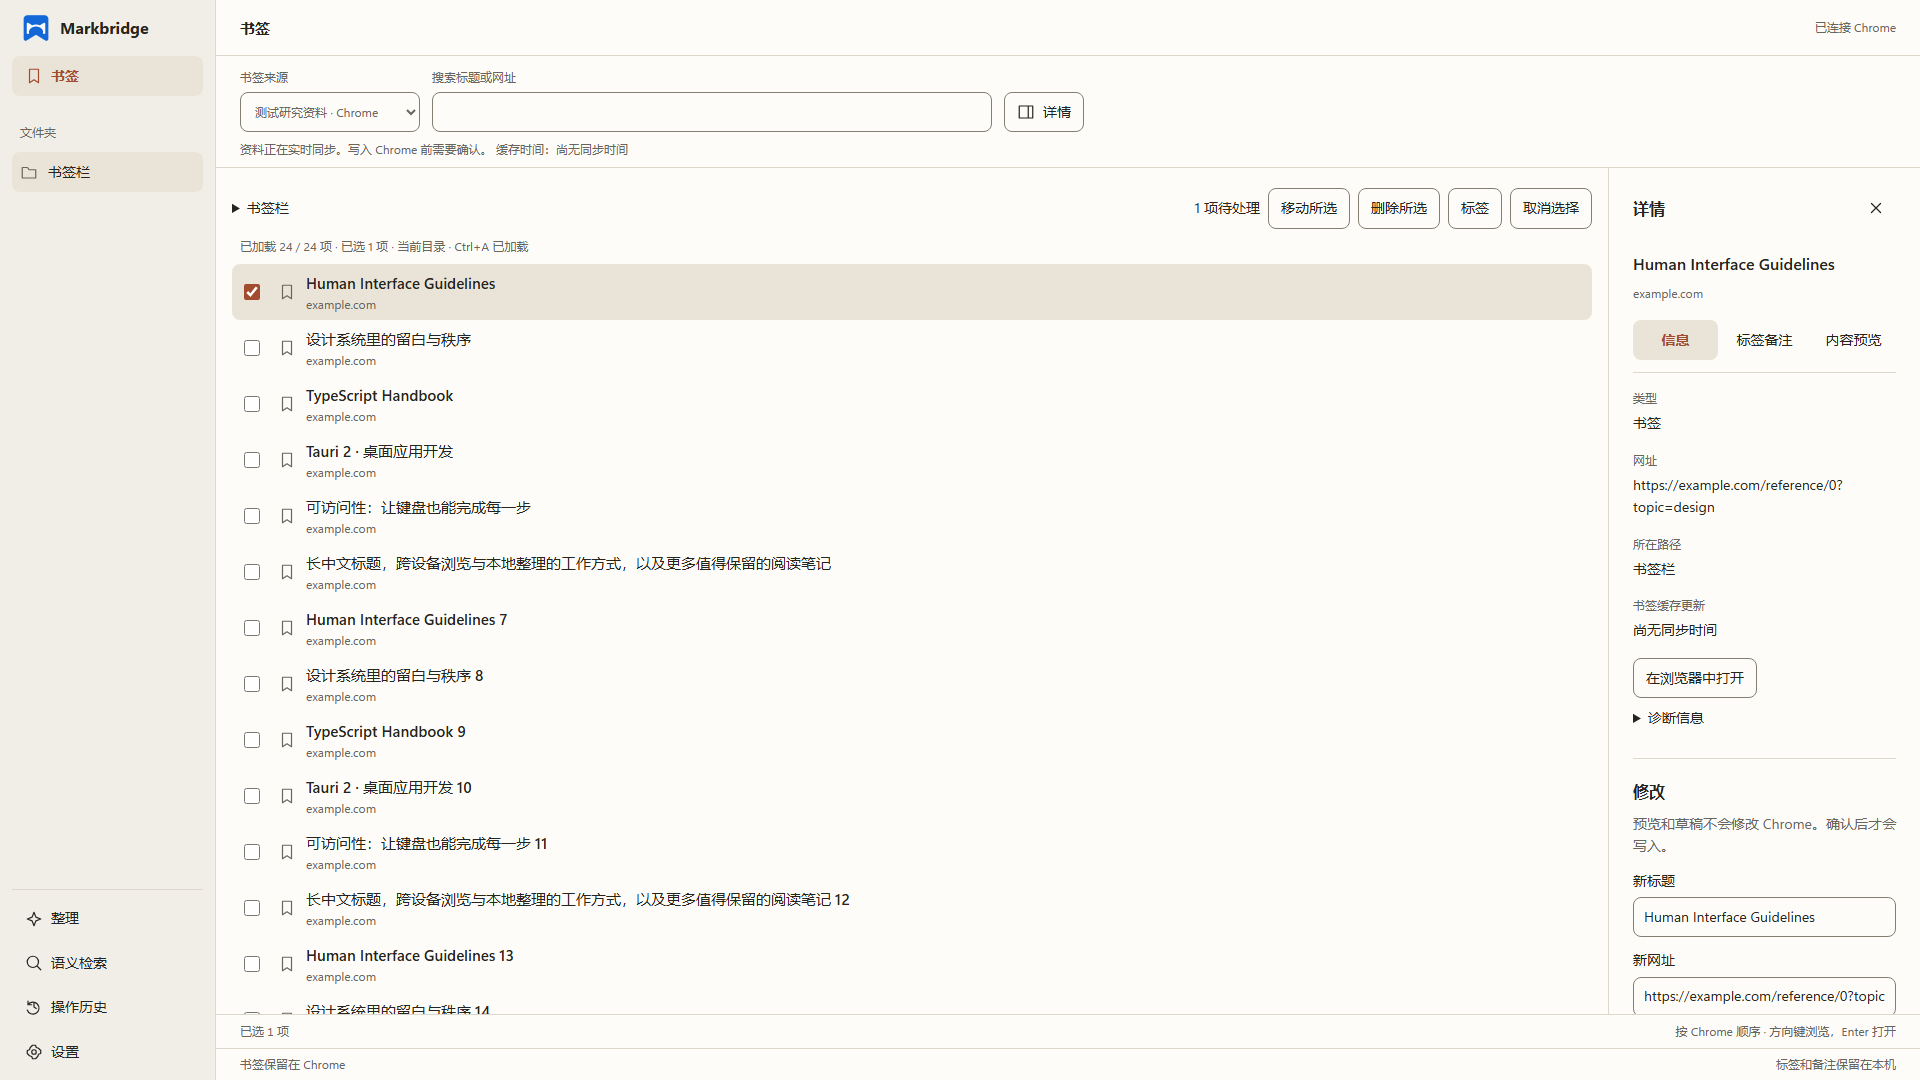 Markbridge
书签
文件夹
书签栏
整理
语义检索
操作历史
设置
书签
已连接 Chrome
书签来源
搜索标题或网址
测试研究资料 · Chrome
详情
资料正在实时同步。写入 Chrome 前需要确认。 缓存时间：尚无同步时间
书签栏
1 项待处理
移动所选
删除所选
标签
取消选择
已加载 24 / 24 项 · 已选 1 项 · 当前目录 · Ctrl+A 已加载
Human Interface Guidelines
example.com
设计系统里的留白与秩序
example.com
TypeScript Handbook
example.com
Tauri 2 · 桌面应用开发
example.com
可访问性：让键盘也能完成每一步
example.com
长中文标题，跨设备浏览与本地整理的工作方式，以及更多值得保留的阅读笔记
example.com
Human Interface Guidelines 7
example.com
设计系统里的留白与秩序 8
example.com
TypeScript Handbook 9
example.com
Tauri 2 · 桌面应用开发 10
example.com
可访问性：让键盘也能完成每一步 11
example.com
长中文标题，跨设备浏览与本地整理的工作方式，以及更多值得保留的阅读笔记 12
example.com
Human Interface Guidelines 13
example.com
设计系统里的留白与秩序 14
详情
Human Interface Guidelines
example.com
信息
标签备注
内容预览
类型
书签
网址
https://example.com/reference/0?
topic=design
所在路径
书签栏
书签缓存更新
尚无同步时间
在浏览器中打开
诊断信息
修改
预览和草稿不会修改 Chrome。确认后才会
写入。
新标题
Human Interface Guidelines
新网址
https://example.com/reference/0?topic
已选 1 项
按 Chrome 顺序 · 方向键浏览，Enter 打开
书签保留在 Chrome
标签和备注保留在本机